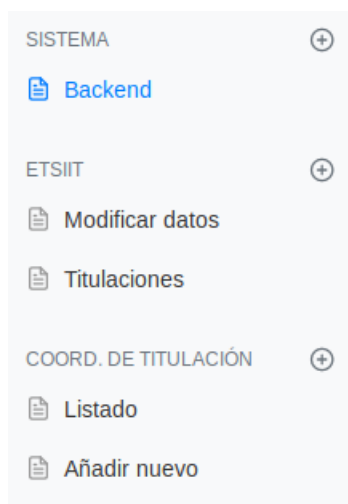 SISTEMA
Backend
ETSIIT
Modificar datos
Titulaciones
COORD. DE TITULACIÓN
Listado
Añadir nuevo